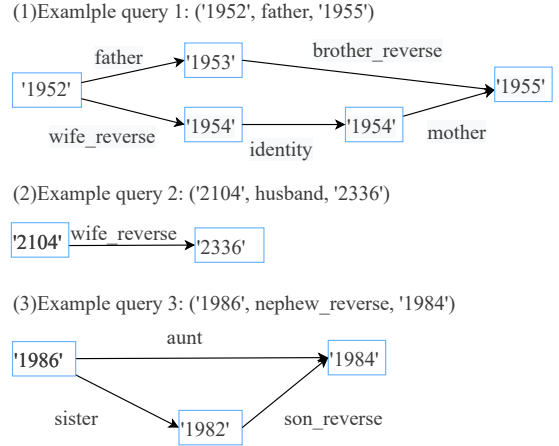 (1)Examlple query 1: ('1952', father, '1955')
father
brother_reverse
'1953'
'1952'
'1955'
wife_reverse
'1954'
identity
'1954'
mother
(2)Example query 2: ('2104', husband, '2336')
'2104'
wife_reverse
'2336'
(3)Example query 3: ('1986', nephew_reverse, '1984')
aunt
'1986'
'1984'
sister
'1982'
son_reverse